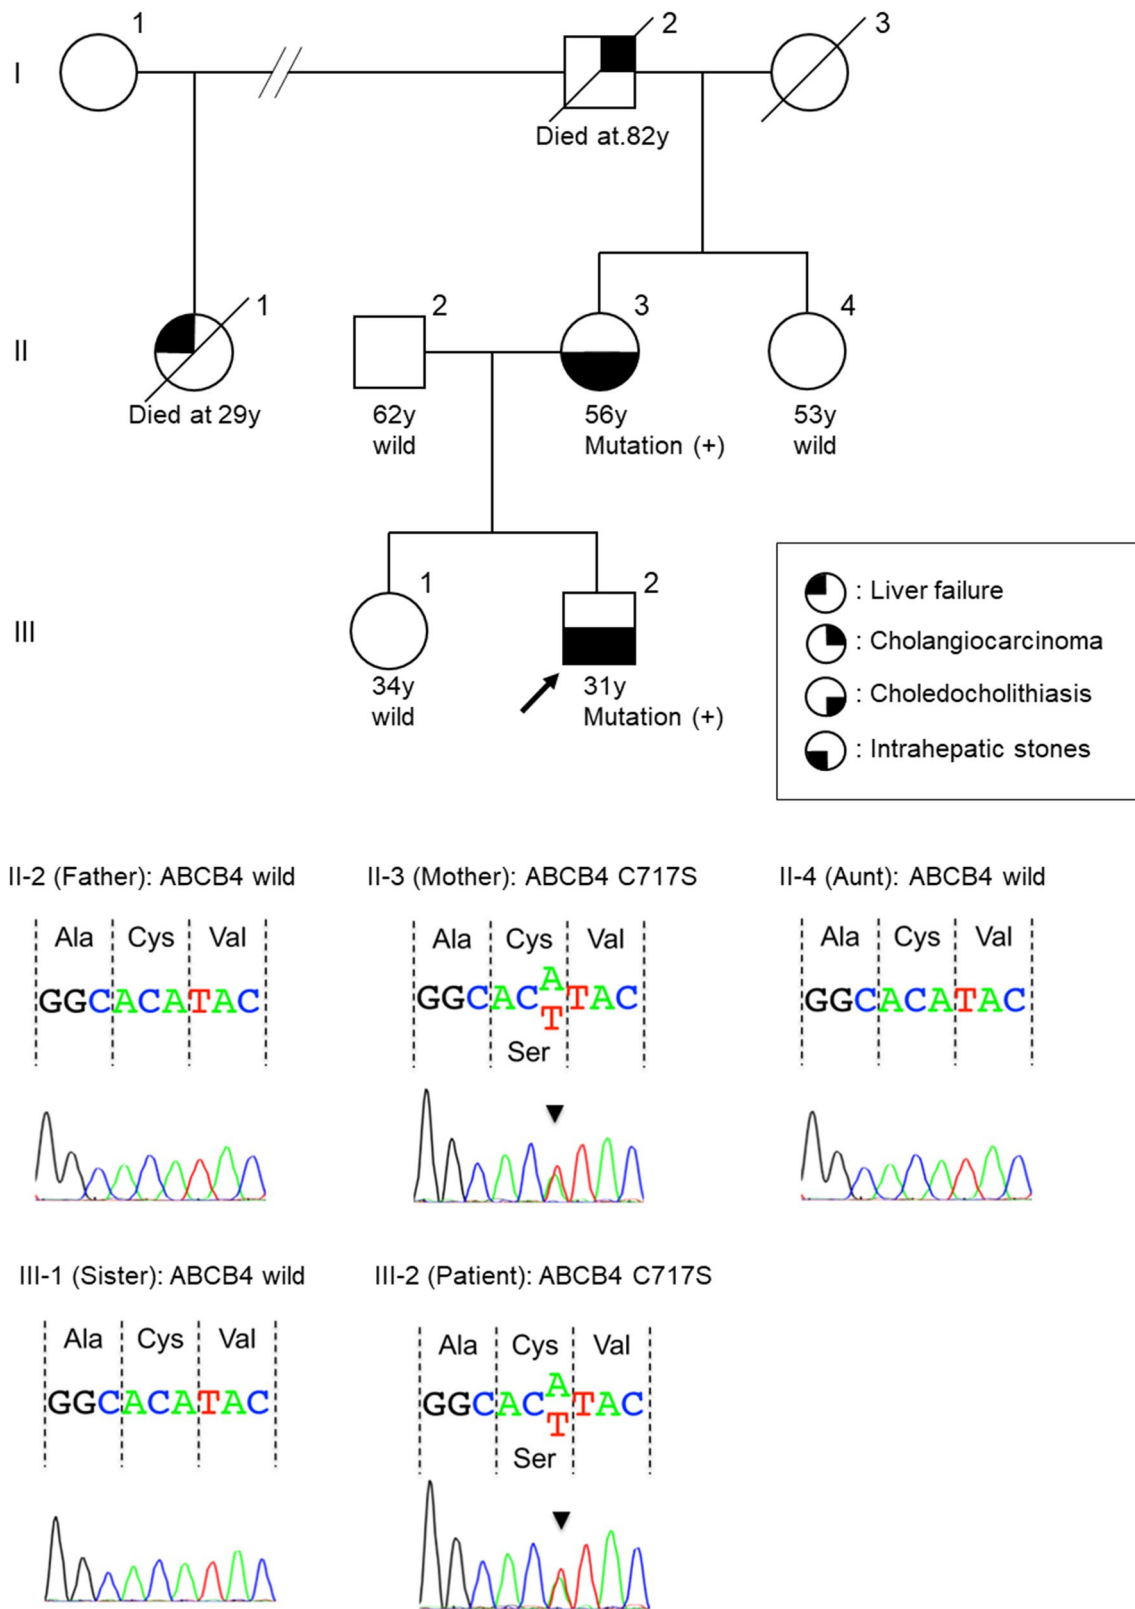 1
2
3
I
Died at.82y
1
2
3
4
II
Died at 29y
62y
wild
56y
Mutation (+)
53y
wild
1
2
III
34y
wild
31y
Mutation (+)
: Liver failure
: Cholangiocarcinoma
: Choledocholithiasis
: Intrahepatic stones
II-2 (Father): ABCB4 wild
Ala Cys Val
GGCACATAC
II-3 (Mother): ABCB4 C717S
Ala Cys Val
A
GGCAC TAC
T
Ser
II-4 (Aunt): ABCB4 wild
Ala Cys Val
GGCACATAC
III-1 (Sister): ABCB4 wild
Ala Cys Val
GGCACATAC
III-2 (Patient): ABCB4 C717S
Ala Cys Val
A
GGCAC TAC
T
Ser